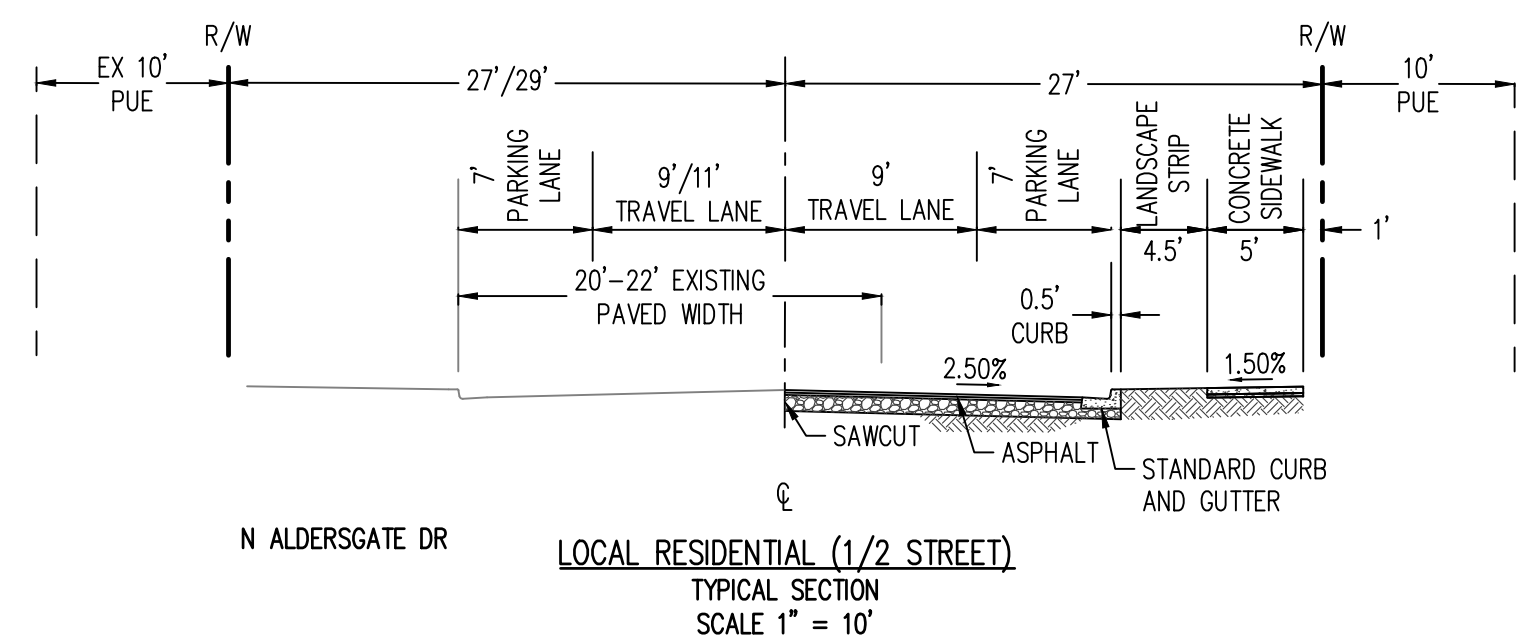 R/W
R/W
EX 10'
PUE
27'/29'
27'
10'
PUE
7'
PARKING
LANE
9'/11'
TRAVEL LANE
9'
TRAVEL LANE
7'
PARKING
LANE
LANDSCAPE
STRIP
4.5'
CONCRETE
SIDEWALK
5'
1'
20'-22' EXISTING
PAVED WIDTH
0.5'
CURB
2.50%
1.50%
SAWCUT
ASPHALT
STANDARD CURB
AND GUTTER
℄
N ALDERSGATE DR
LOCAL RESIDENTIAL (1/2 STREET)
TYPICAL SECTION
SCALE 1" = 10'